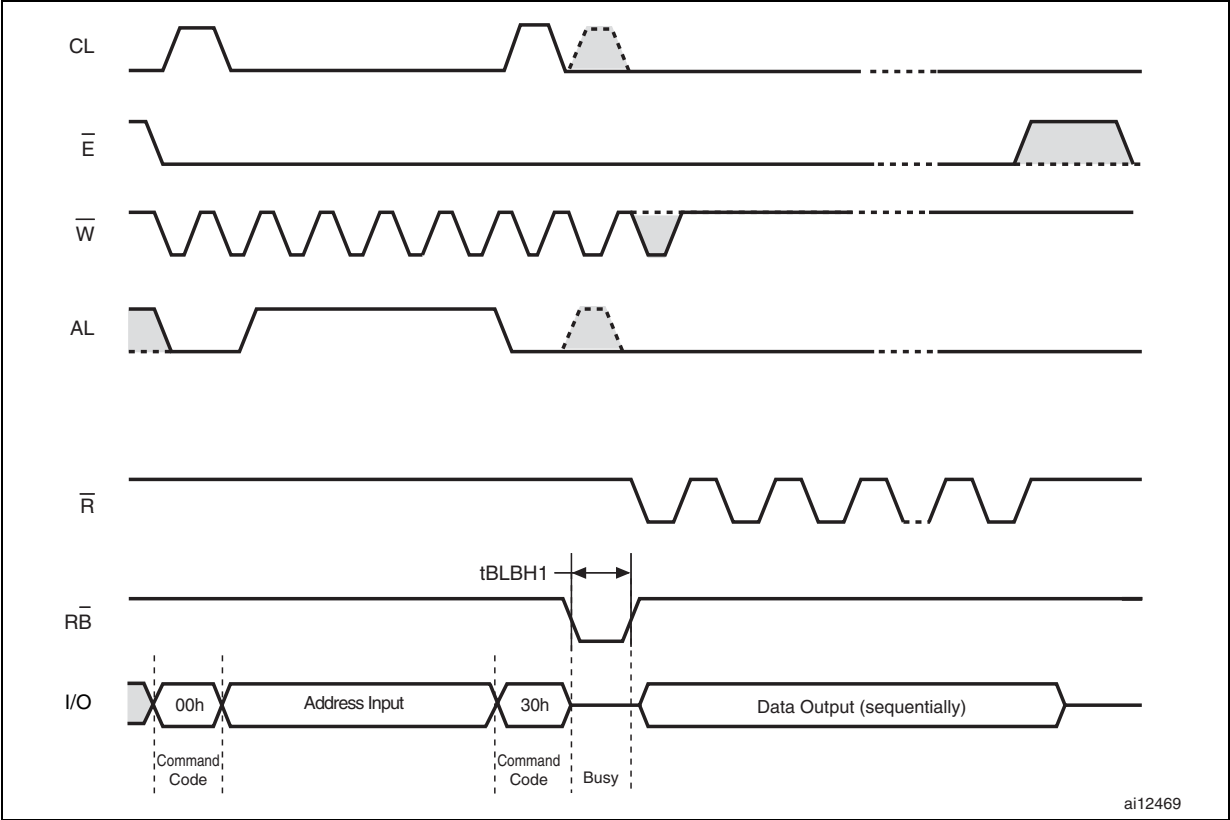 CL
E̅
W̅
AL
R̅
tBLBH1
RB̅
I/O 00h Address Input 30h Data Output (sequentially)
Command Code Command Code Busy
ai12469